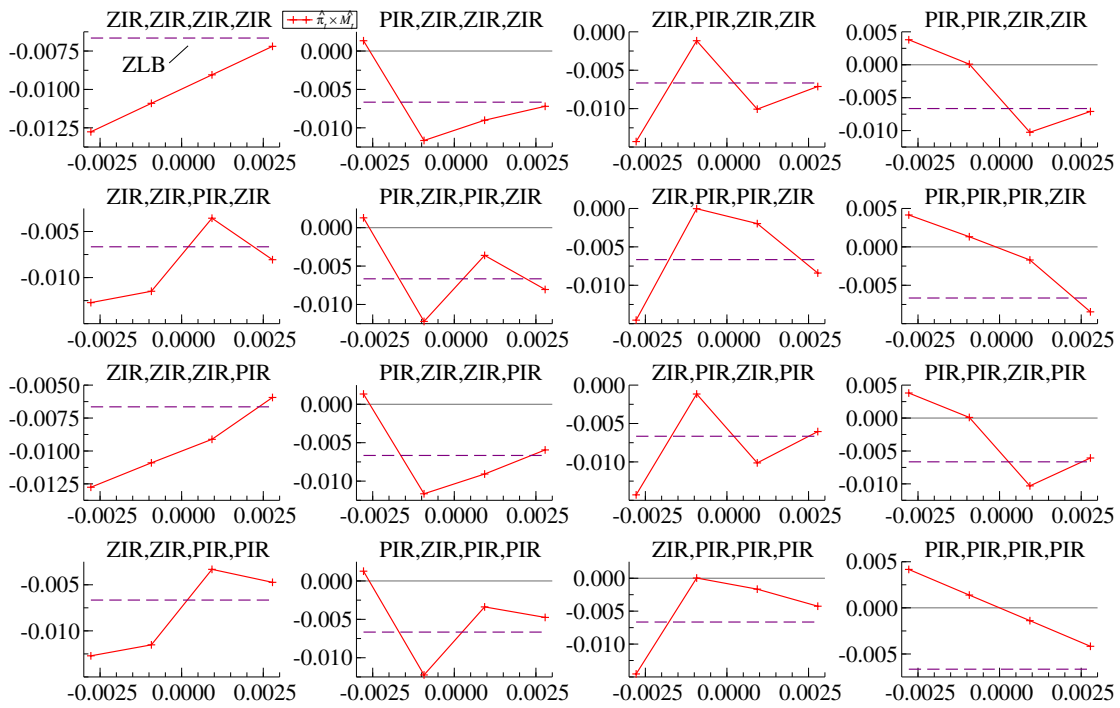 ZIR,ZIR,ZIR,ZIR
π̂_t × M̂_t
ZLB
-0.0075
-0.0100
-0.0125
-0.0025 0.0000 0.0025
PIR,ZIR,ZIR,ZIR
0.000
-0.005
-0.010
-0.0025 0.0000 0.0025
ZIR,PIR,ZIR,ZIR
0.000
-0.005
-0.010
-0.0025 0.0000 0.0025
PIR,PIR,ZIR,ZIR
0.005
0.000
-0.005
-0.010
-0.0025 0.0000 0.0025
ZIR,ZIR,PIR,ZIR
-0.005
-0.010
-0.0025 0.0000 0.0025
PIR,ZIR,PIR,ZIR
0.000
-0.005
-0.010
-0.0025 0.0000 0.0025
ZIR,PIR,PIR,ZIR
0.000
-0.005
-0.010
-0.0025 0.0000 0.0025
PIR,PIR,PIR,ZIR
0.005
0.000
-0.005
-0.0025 0.0000 0.0025
ZIR,ZIR,ZIR,PIR
-0.0050
-0.0075
-0.0100
-0.0125
-0.0025 0.0000 0.0025
PIR,ZIR,ZIR,PIR
0.000
-0.005
-0.010
-0.0025 0.0000 0.0025
ZIR,PIR,ZIR,PIR
0.000
-0.005
-0.010
-0.0025 0.0000 0.0025
PIR,PIR,ZIR,PIR
0.005
0.000
-0.005
-0.010
-0.0025 0.0000 0.0025
ZIR,ZIR,PIR,PIR
-0.005
-0.010
-0.0025 0.0000 0.0025
PIR,ZIR,PIR,PIR
0.000
-0.005
-0.010
-0.0025 0.0000 0.0025
ZIR,PIR,PIR,PIR
0.000
-0.005
-0.010
-0.0025 0.0000 0.0025
PIR,PIR,PIR,PIR
0.005
0.000
-0.005
-0.0025 0.0000 0.0025